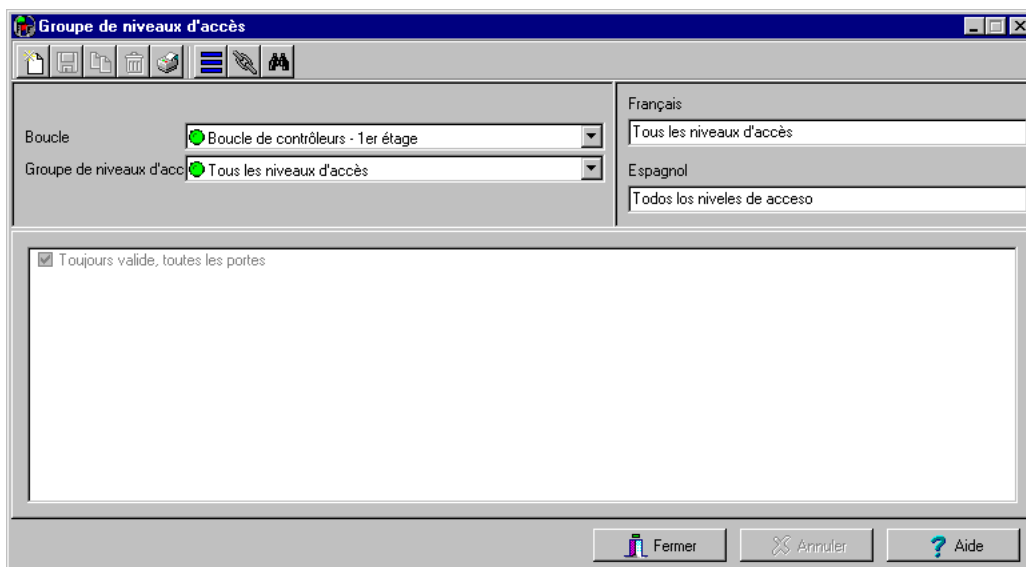 Groupe de niveaux d'accès
Boucle
Boucle de contrôleurs - 1er étage
Groupe de niveaux d'acc
Tous les niveaux d'accès
Français
Tous les niveaux d'accès
Espagnol
Todos los niveles de acceso
Toujours valide, toutes les portes
Fermer
Annuler
Aide